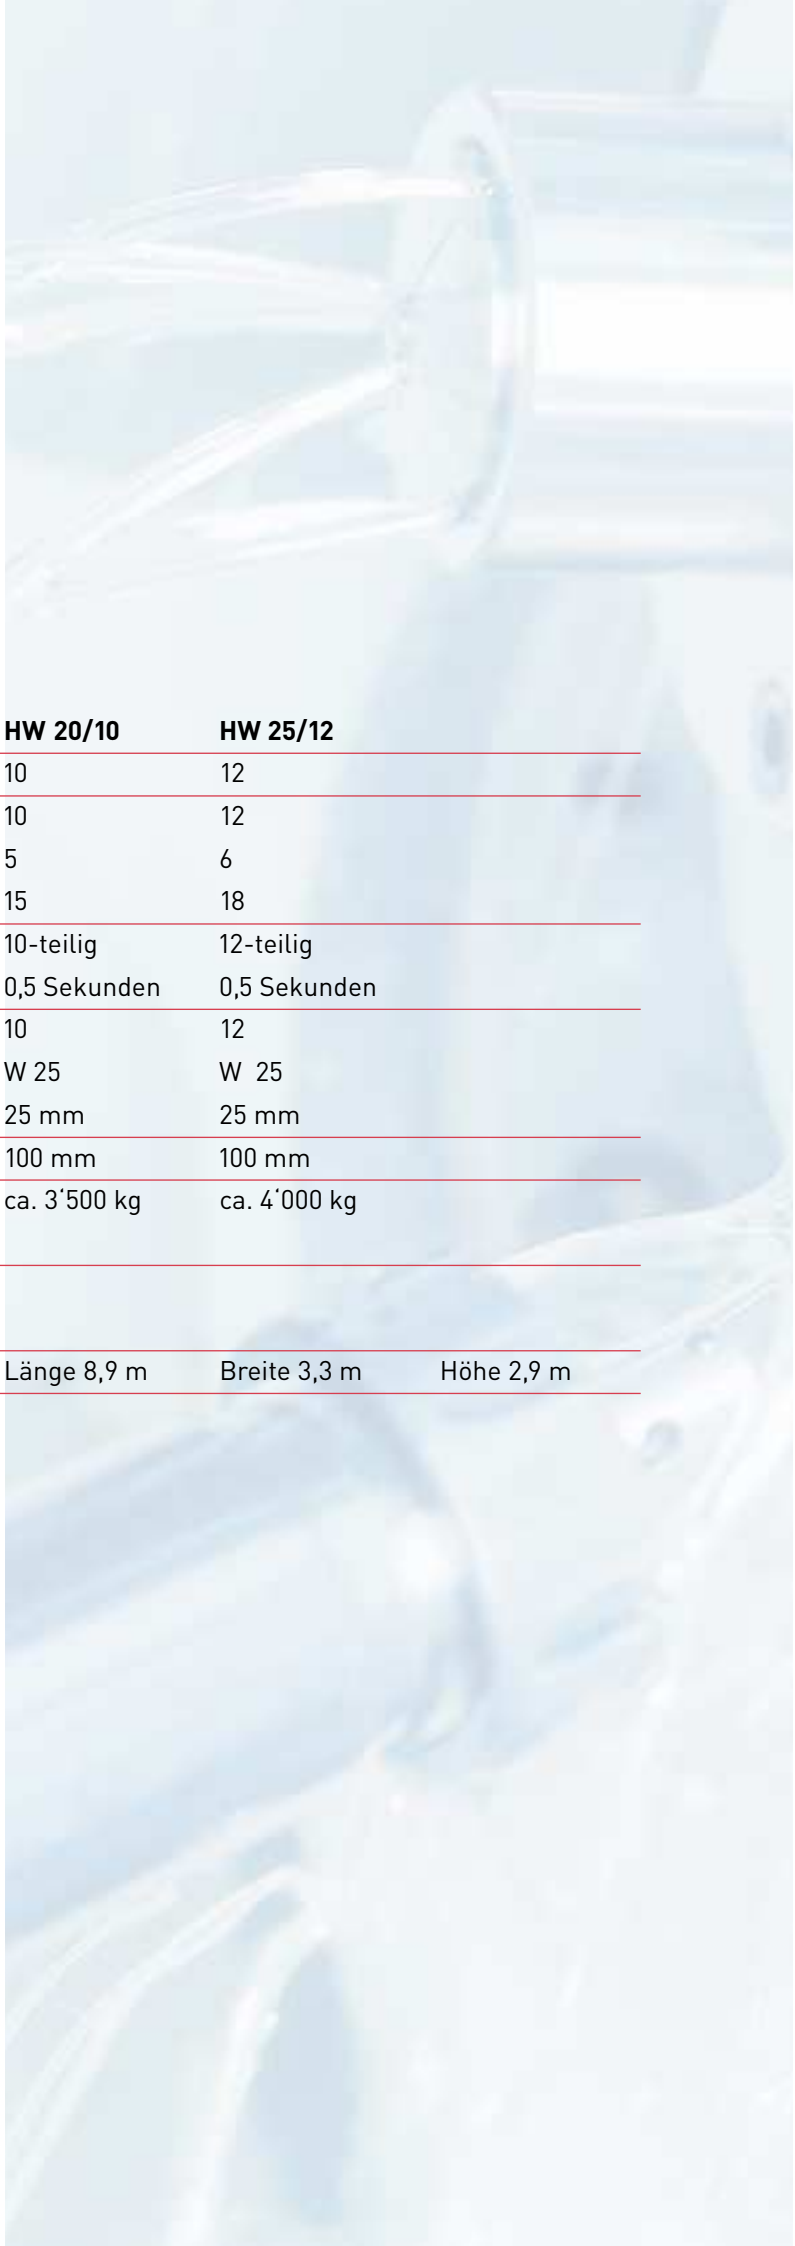 HW 20/10 HW 25/12
10 12
10 12
5 6
15 18
10-teilig 12-teilig
0,5 Sekunden 0,5 Sekunden
10 12
W 25 W 25
25 mm 25 mm
100 mm 100 mm
ca. 3‘500 kg ca. 4‘000 kg
Länge 8,9 m Breite 3,3 m Höhe 2,9 m